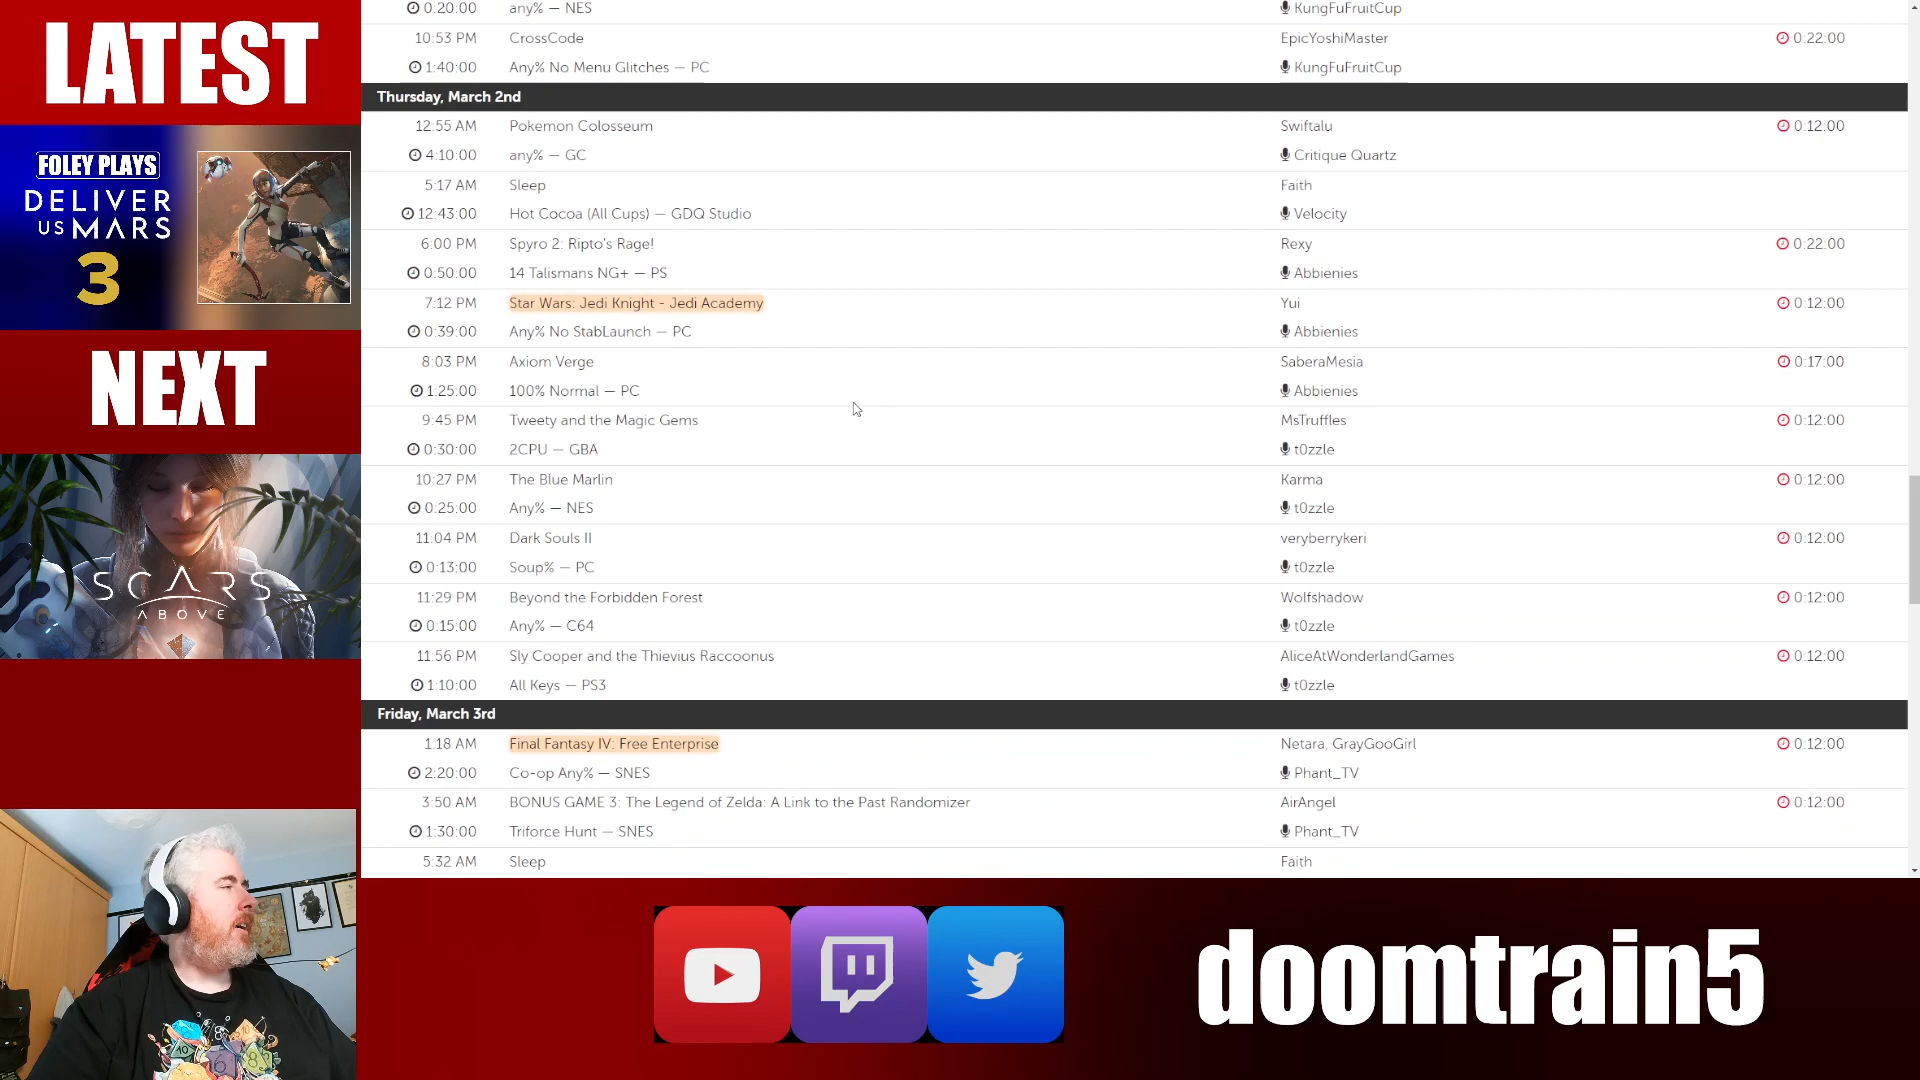 LATEST
FOLEY PLAYS
DELIVER
US MARS
3
NEXT
SCARS
ABOVE
0:20:00 any% — NES KungFuFruitCup
10:53 PM CrossCode EpicYoshiMaster 0:22:00
1:40:00 Any% No Menu Glitches — PC KungFuFruitCup
Thursday, March 2nd
12:55 AM Pokemon Colosseum Swiftalu 0:12:00
4:10:00 any% — GC Critique Quartz
5:17 AM Sleep Faith
12:43:00 Hot Cocoa (All Cups) — GDQ Studio Velocity
6:00 PM Spyro 2: Ripto's Rage! Rexy 0:22:00
0:50:00 14 Talismans NG+ — PS Abbienies
7:12 PM Star Wars: Jedi Knight - Jedi Academy Yui 0:12:00
0:39:00 Any% No StabLaunch — PC Abbienies
8:03 PM Axiom Verge SaberaMesia 0:17:00
1:25:00 100% Normal — PC Abbienies
9:45 PM Tweety and the Magic Gems MsTruffles 0:12:00
0:30:00 2CPU — GBA t0zzle
10:27 PM The Blue Marlin Karma 0:12:00
0:25:00 Any% — NES t0zzle
11:04 PM Dark Souls II veryberrykeri 0:12:00
0:13:00 Soup% — PC t0zzle
11:29 PM Beyond the Forbidden Forest Wolfshadow 0:12:00
0:15:00 Any% — C64 t0zzle
11:56 PM Sly Cooper and the Thievius Raccoonus AliceAtWonderlandGames 0:12:00
1:10:00 All Keys — PS3 t0zzle
Friday, March 3rd
1:18 AM Final Fantasy IV: Free Enterprise Netara, GrayGooGirl 0:12:00
2:20:00 Co-op Any% — SNES Phant_TV
3:50 AM BONUS GAME 3: The Legend of Zelda: A Link to the Past Randomizer AirAngel 0:12:00
1:30:00 Triforce Hunt — SNES Phant_TV
5:32 AM Sleep Faith
doomtrain5